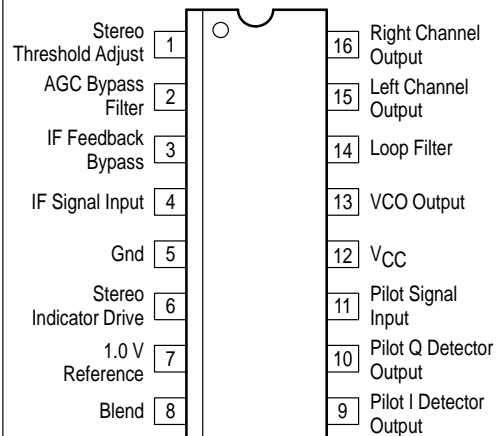 Stereo
Threshold Adjust
1
AGC Bypass
Filter
2
IF Feedback
Bypass
3
IF Signal Input
4
Gnd
5
Stereo
Indicator Drive
6
1.0 V
Reference
7
Blend
8
16
Right Channel
Output
15
Left Channel
Output
14
Loop Filter
13
VCO Output
12
VCC
11
Pilot Signal
Input
10
Pilot Q Detector
Output
9
Pilot I Detector
Output